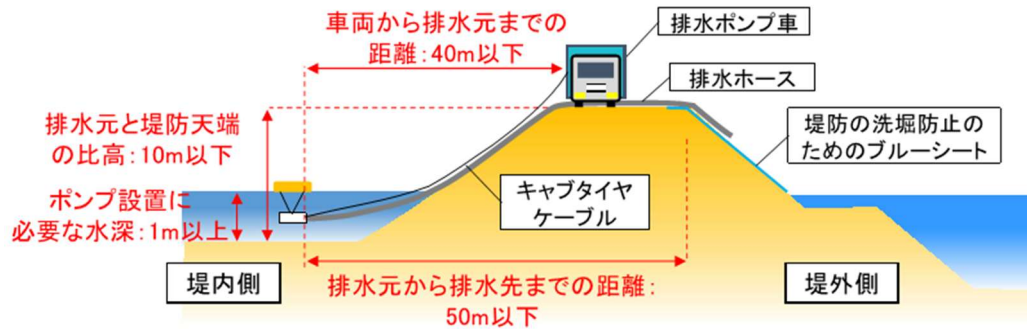 車両から排水元までの
距離：40m以下
排水ポンプ車
排水ホース
排水元と堤防天端
の比高：10m以下
堤防の洗堀防止の
ためのブルーシート
ポンプ設置に
必要な水深：1m以上
キャブタイヤ
ケーブル
堤内側
排水元から排水先までの距離：
50m以下
堤外側